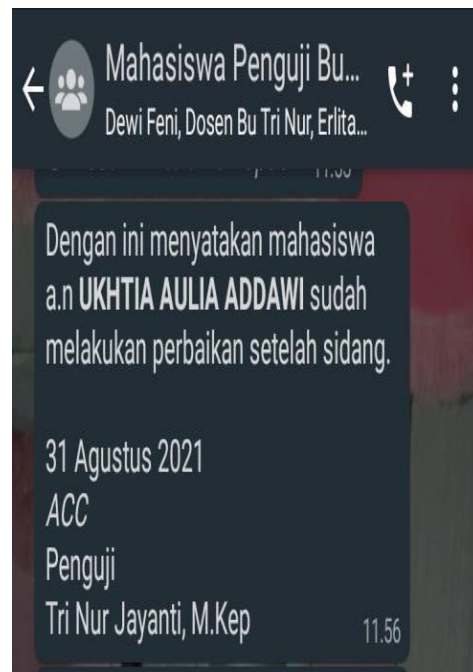 Mahasiswa Penguji Bu...
Dewi Feni, Dosen Bu Tri Nur, Erlita...
Dengan ini menyatakan mahasiswa
a.n UKHTIA AULIA ADDAWI sudah
melakukan perbaikan setelah sidang.
31 Agustus 2021
ACC
Penguji
Tri Nur Jayanti, M.Kep
11.56